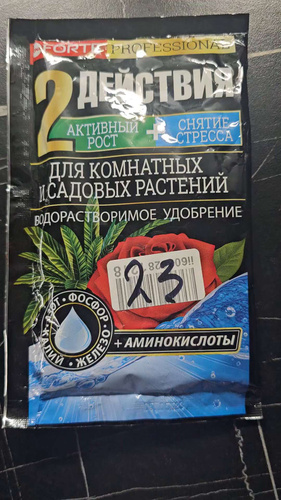 FORTE PROFESSIONAL
2 ДЕЙСТВИЯ
АКТИВНЫЙ РОСТ + СНЯТИЕ СТРЕССА
ДЛЯ КОМНАТНЫХ
И САДОВЫХ РАСТЕНИЙ
ВОДОРАСТВОРИМОЕ УДОБРЕНИЕ
23
АЗОТ • ФОСФОР •
КАЛИЙ • ЖЕЛЕЗО
+ АМИНОКИСЛОТЫ